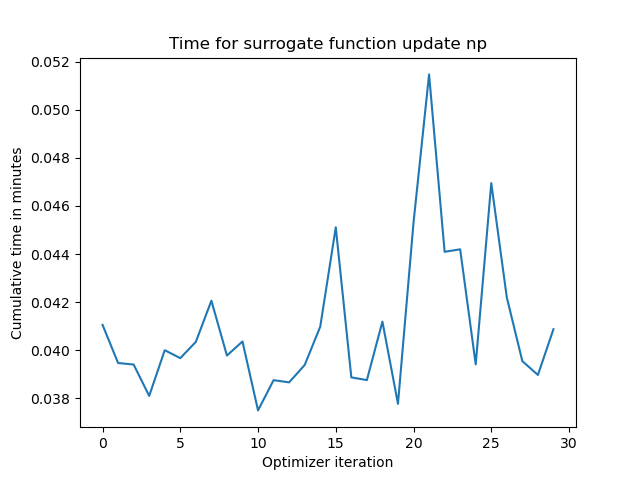 Time for surrogate function update np
Cumulative time in minutes
0.052
0.050
0.048
0.046
0.044
0.042
0.040
0.038
0 5 10 15 20 25 30
Optimizer iteration